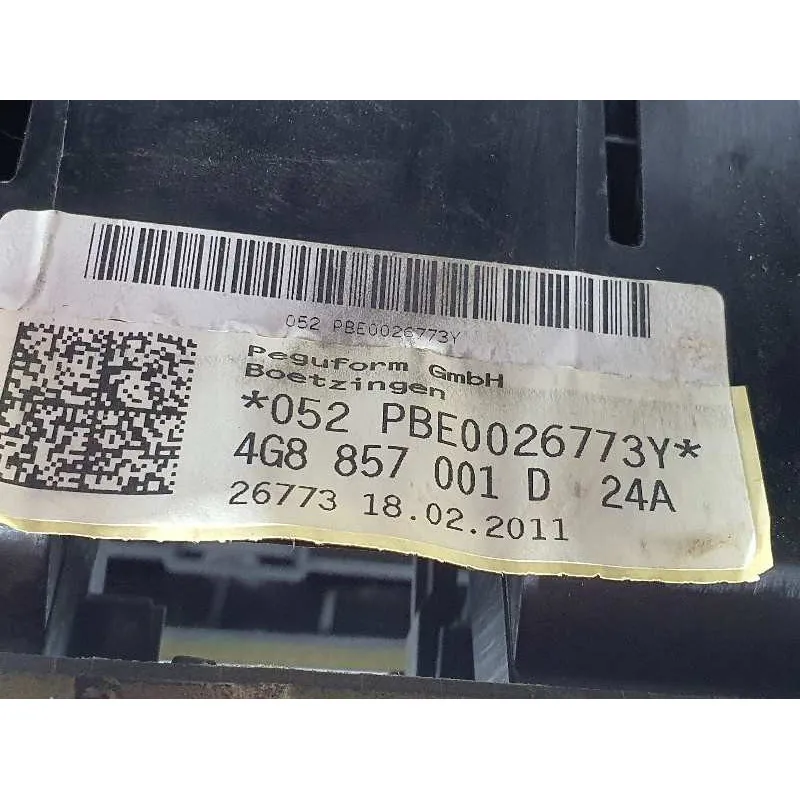 052 PBE0026773Y
Peguform GmbH
Boetzingen
*052 PBE0026773Y*
4G8 857 001 D 24A
26773 18.02.2011